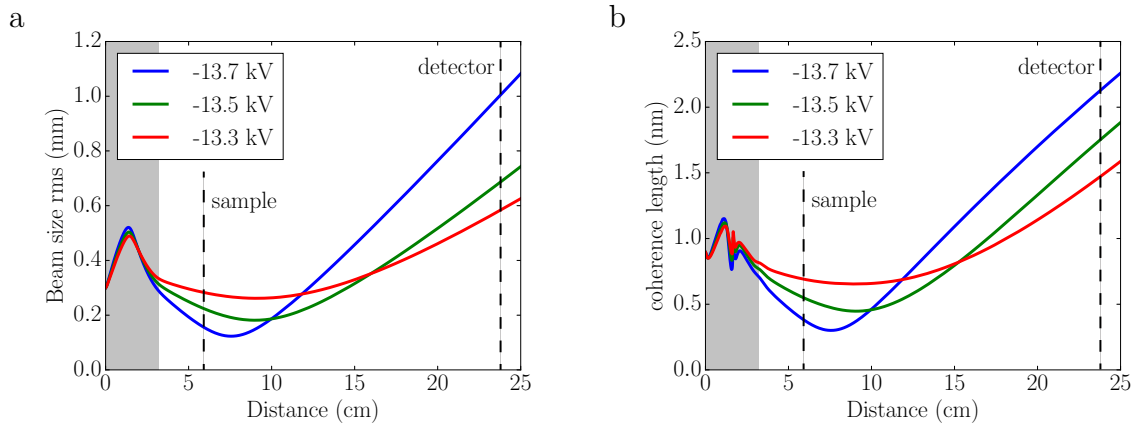 a
Beam size rms (mm)
1.2
1.0
0.8
0.6
0.4
0.2
0.0
-13.7 kV
-13.5 kV
-13.3 kV
detector
sample
0 5 10 15 20 25
Distance (cm)
b
coherence length (nm)
2.5
2.0
1.5
1.0
0.5
0.0
-13.7 kV
-13.5 kV
-13.3 kV
detector
sample
0 5 10 15 20 25
Distance (cm)